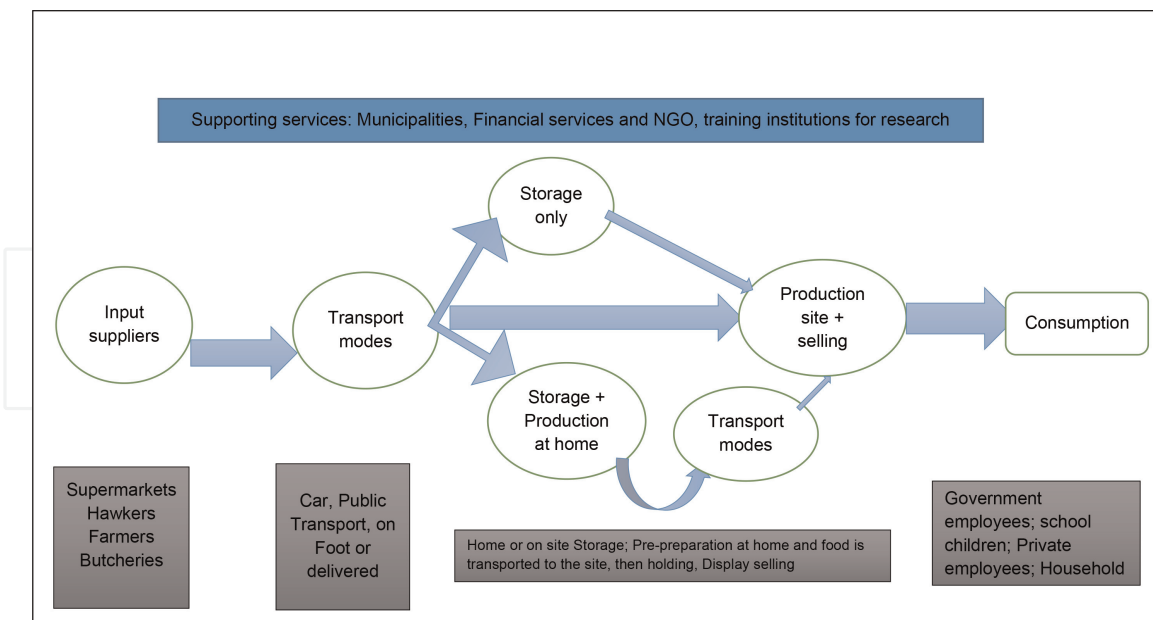 Supporting services: Municipalities, Financial services and NGO, training institutions for research
Storage
only
Input
suppliers
Transport
modes
Production
site +
selling
Consumption
Storage +
Production
at home
Transport
modes
Supermarkets
Hawkers
Farmers
Butcheries
Car, Public
Transport, on
Foot or
delivered
Home or on site Storage; Pre-preparation at home and food is
transported to the site, then holding, Display selling
Government
employees; school
children; Private
employees; Household